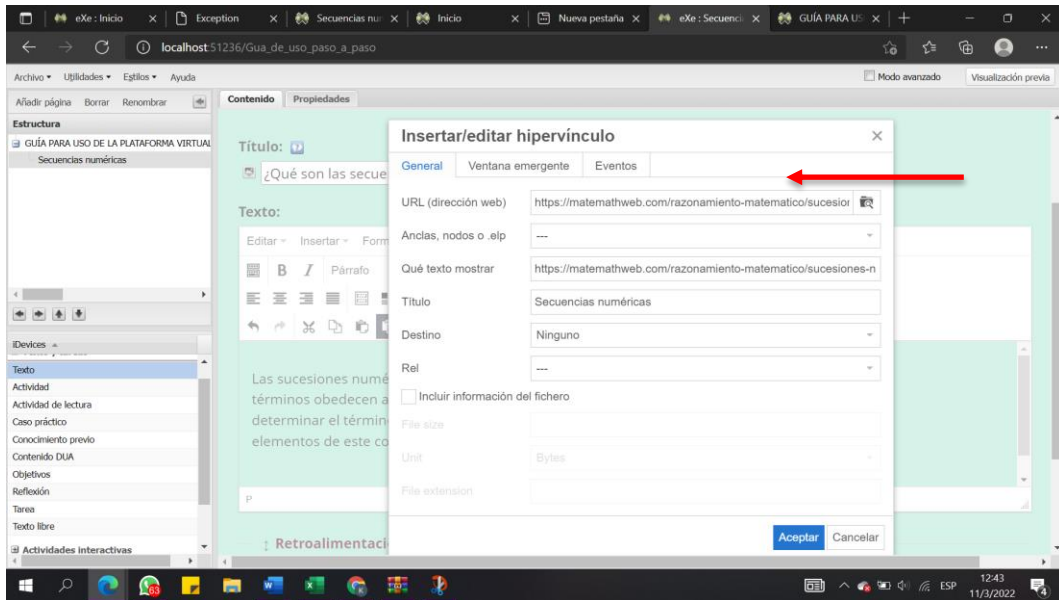 eXe : Inicio
Exception
Secuencias nu
Inicio
Nueva pestaña
eXe : Secuenci
GUÍA PARA US
localhost:51236/Gua_de_uso_paso_a_paso
Archivo Utilidades Estilos Ayuda
Modo avanzado
Visualización previa
Añadir página Borrar Renombrar
Contenido Propiedades
Estructura
GUÍA PARA USO DE LA PLATAFORMA VIRTUAL
Secuencias numéricas
Título:
¿Qué son las secue
Texto:
Editar Insertar Form
B I Párrafo
Las sucesiones numé
términos obedecen a
determinar el términ
elementos de este co
P
Retroalimentaci
iDevices
Texto
Actividad
Actividad de lectura
Caso práctico
Conocimiento previo
Contenido DUA
Objetivos
Reflexión
Tarea
Texto libre
Actividades interactivas
Insertar/editar hipervínculo
General Ventana emergente Eventos
URL (dirección web) https://matemathweb.com/razonamiento-matematico/sucesior
Anclas, nodos o .elp ---
Qué texto mostrar https://matemathweb.com/razonamiento-matematico/sucesiones-n
Título Secuencias numéricas
Destino Ninguno
Rel ---
Incluir información del fichero
File size
Unit Bytes
File extension
Aceptar Cancelar
63
ESP
12:43
11/3/2022